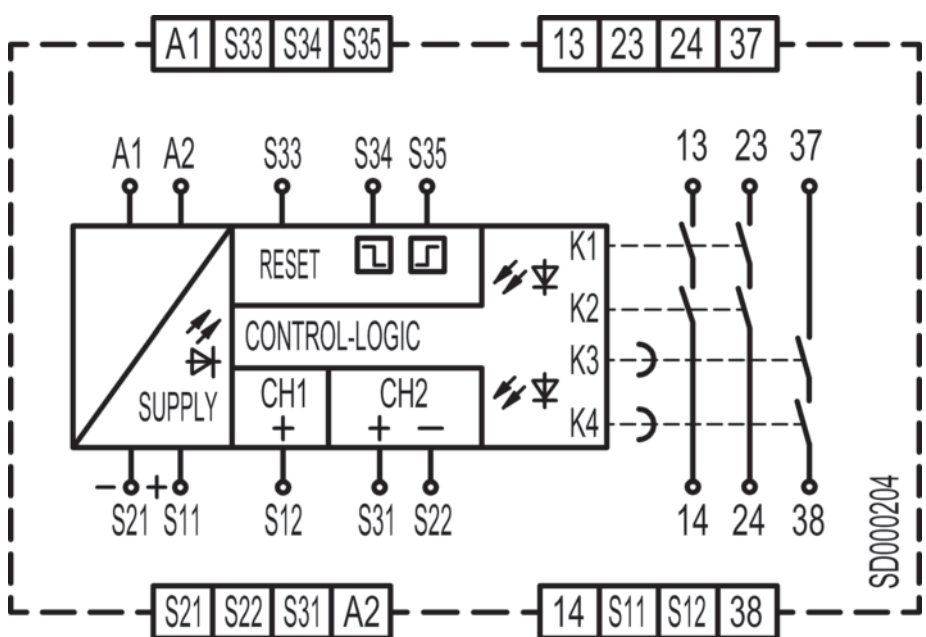 A1 S33 S34 S35 13 23 24 37
A1 A2 S33 S34 S35 13 23 37
RESET K1
K2
CONTROL-LOGIC
K3
SUPPLY CH1 CH2
+ + − K4
− + 
S21 S11 S12 S31 S22 14 24 38
SD000204
S21 S22 S31 A2 14 S11 S12 38